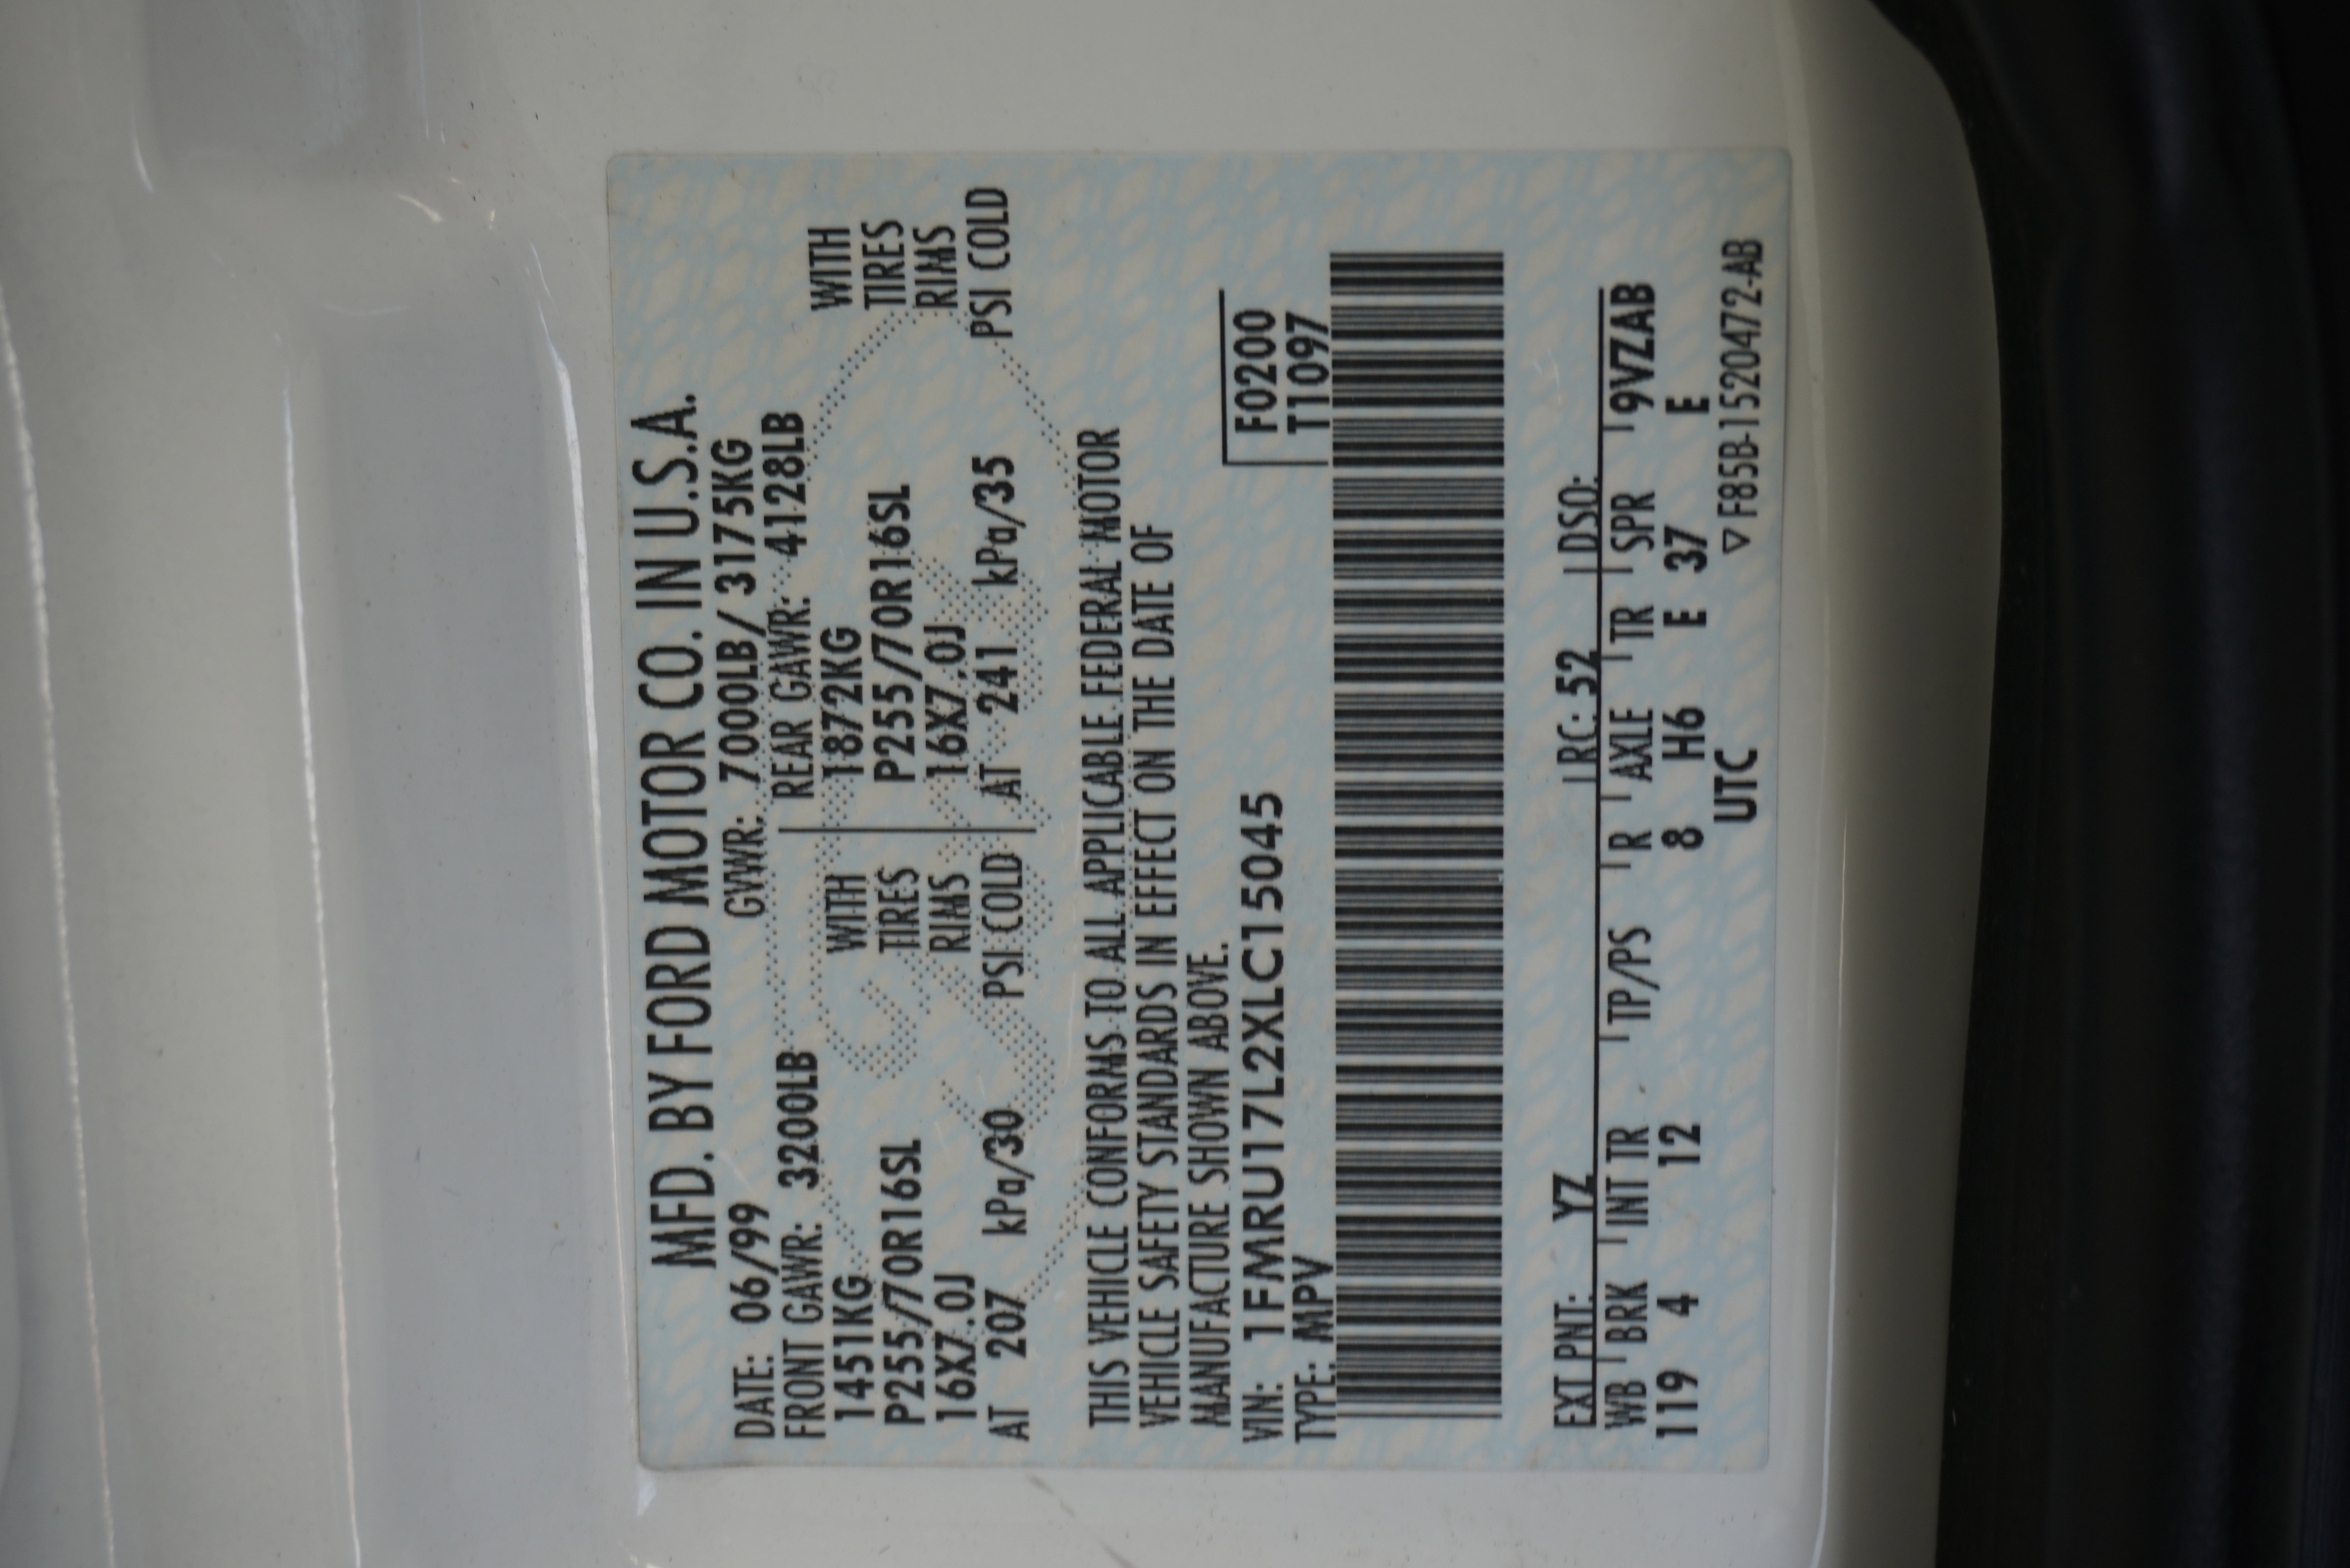 MFD. BY FORD MOTOR CO. IN U.S.A.
DATE: 06/99 GVWR: 7000LB/ 3175KG
FRONT GAWR: 3200LB REAR GAWR: 4128LB
1451KG WITH 1872KG WITH
P255/70R16SL TIRES P255/70R16SL TIRES
16X7.0J RIMS 16X7.0J RIMS
AT 207 kPa/30 PSI COLD AT 241 kPa/35 PSI COLD
THIS VEHICLE CONFORMS TO ALL APPLICABLE FEDERAL MOTOR
VEHICLE SAFETY STANDARDS IN EFFECT ON THE DATE OF
MANUFACTURE SHOWN ABOVE.
VIN: 1FMRU17L2XLC15045 F0200
TYPE: MPV T1097
EXT PNT: YZ RC: 52 DSO:
WB BRK INT TR TP/PS R AXLE TR SPR 9VZAB
119 4 12 8 H6 E 37 E
UTC ▽ F85B-1520472-AB